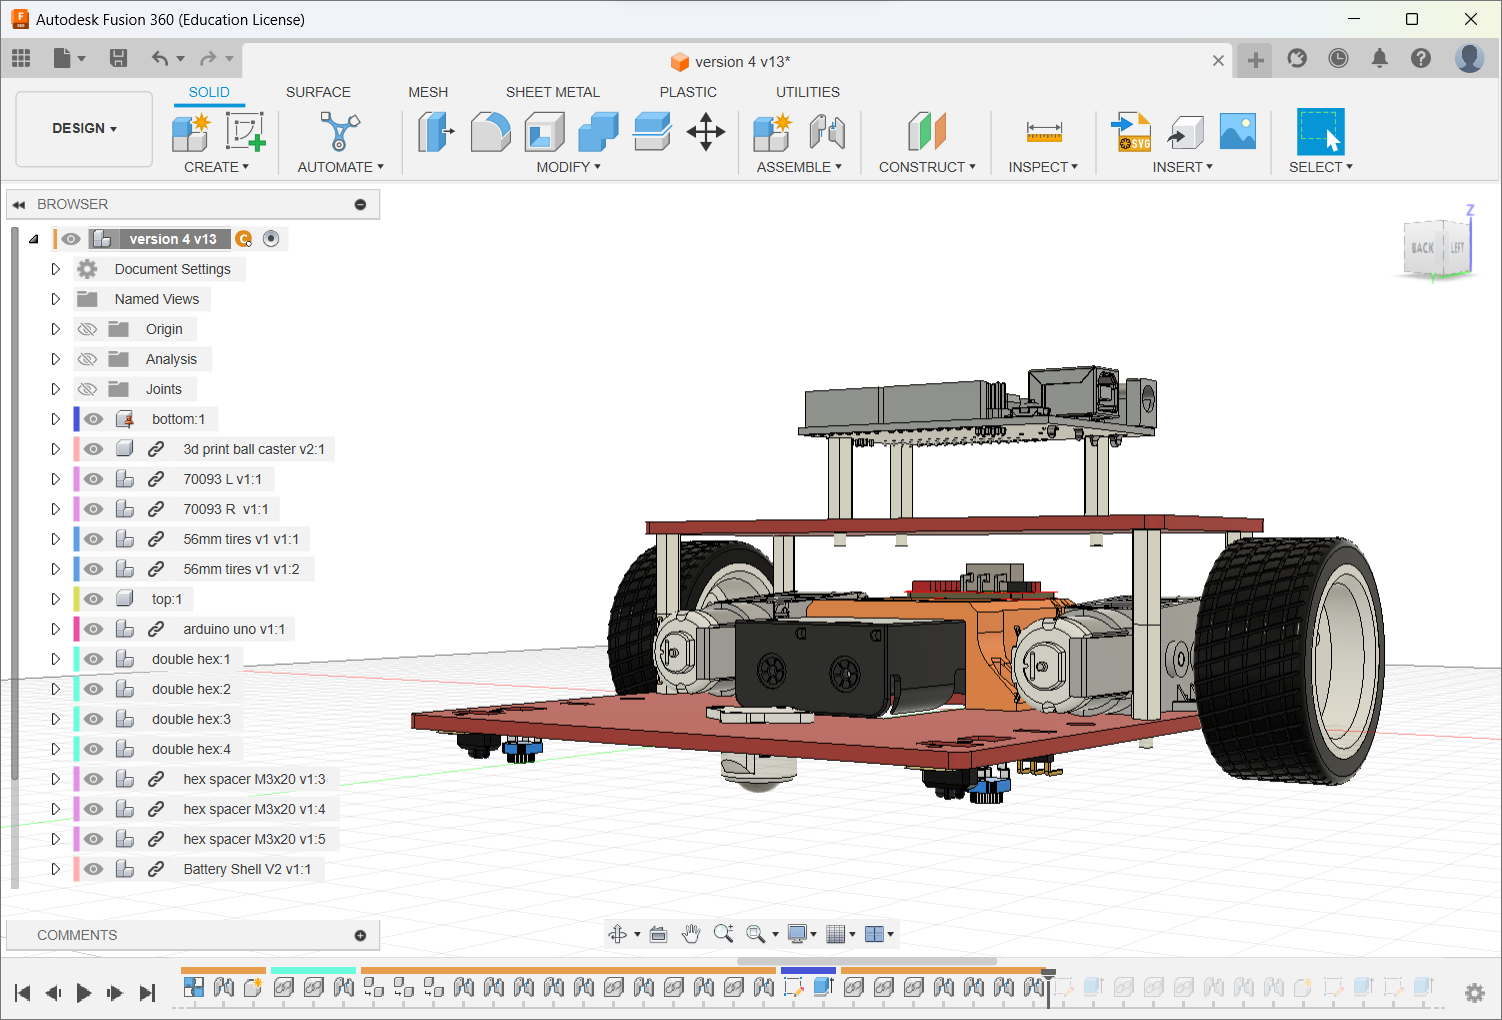 Autodesk Fusion 360 (Education License)
version 4 v13*
SOLID SURFACE MESH SHEET METAL PLASTIC UTILITIES
DESIGN
CREATE AUTOMATE MODIFY ASSEMBLE CONSTRUCT INSPECT INSERT SELECT
SVG
BROWSER
version 4 v13
Document Settings
Named Views
Origin
Analysis
Joints
bottom:1
3d print ball caster v2:1
70093 L v1:1
70093 R v1:1
56mm tires v1 v1:1
56mm tires v1 v1:2
top:1
arduino uno v1:1
double hex:1
double hex:2
double hex:3
double hex:4
hex spacer M3x20 v1:3
hex spacer M3x20 v1:4
hex spacer M3x20 v1:5
Battery Shell V2 v1:1
Z
BACK LEFT
Y
COMMENTS